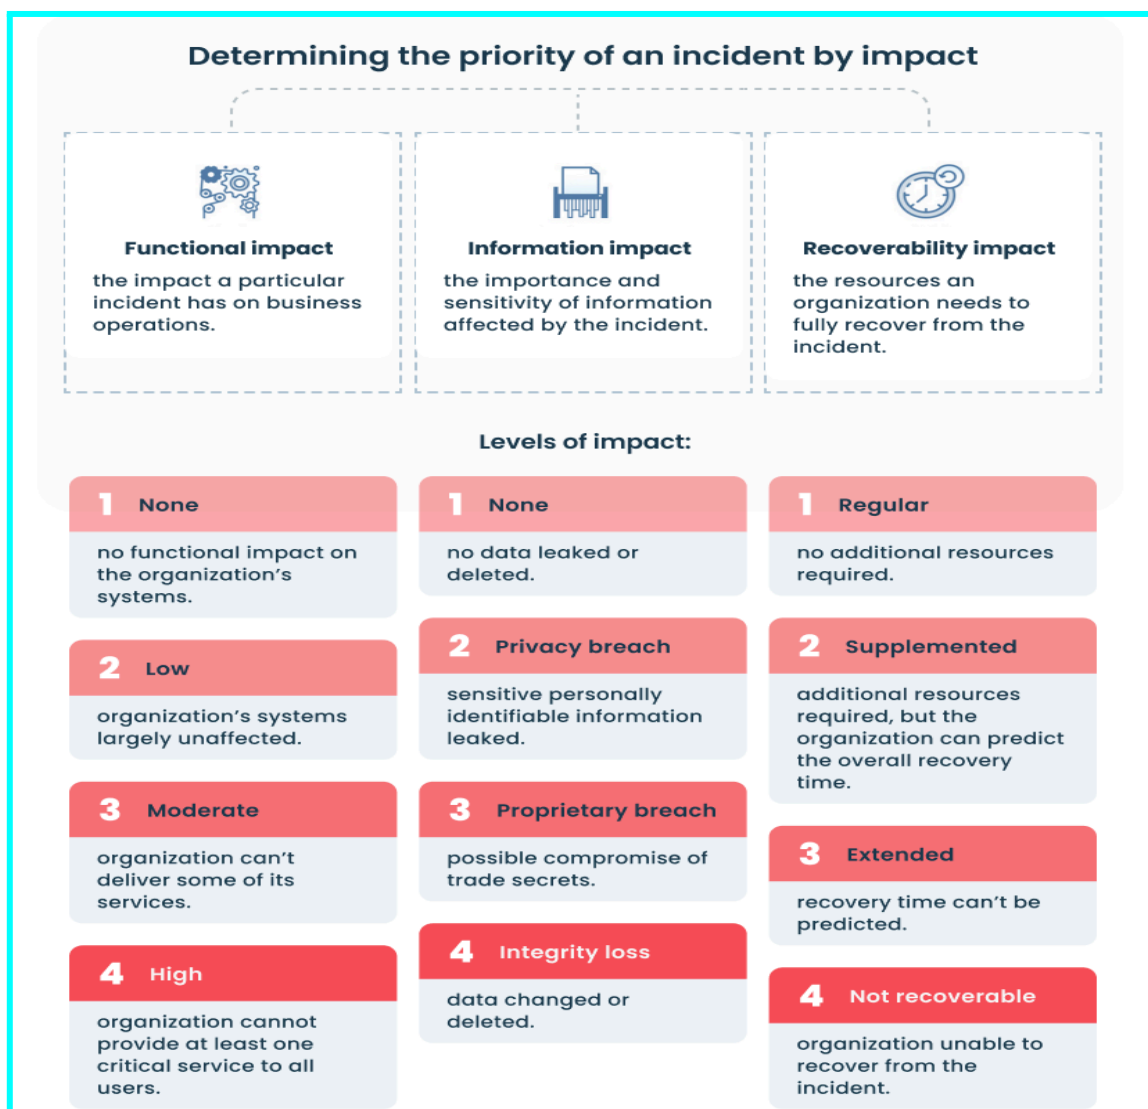 Determining the priority of an incident by impact
Functional impact
the impact a particular
incident has on business
operations.
Information impact
the importance and
sensitivity of information
affected by the incident.
Recoverability impact
the resources an
organization needs to
fully recover from the
incident.
Levels of impact:
1 None
no functional impact on
the organization's
systems.
2 Low
organization's systems
largely unaffected.
3 Moderate
organization can't
deliver some of its
services.
4 High
organization cannot
provide at least one
critical service to all
users.
1 None
no data leaked or
deleted.
2 Privacy breach
sensitive personally
identifiable information
leaked.
3 Proprietary breach
possible compromise of
trade secrets.
4 Integrity loss
data changed or
deleted.
1 Regular
no additional resources
required.
2 Supplemented
additional resources
required, but the
organization can predict
the overall recovery
time.
3 Extended
recovery time can't be
predicted.
4 Not recoverable
organization unable to
recover from the
incident.